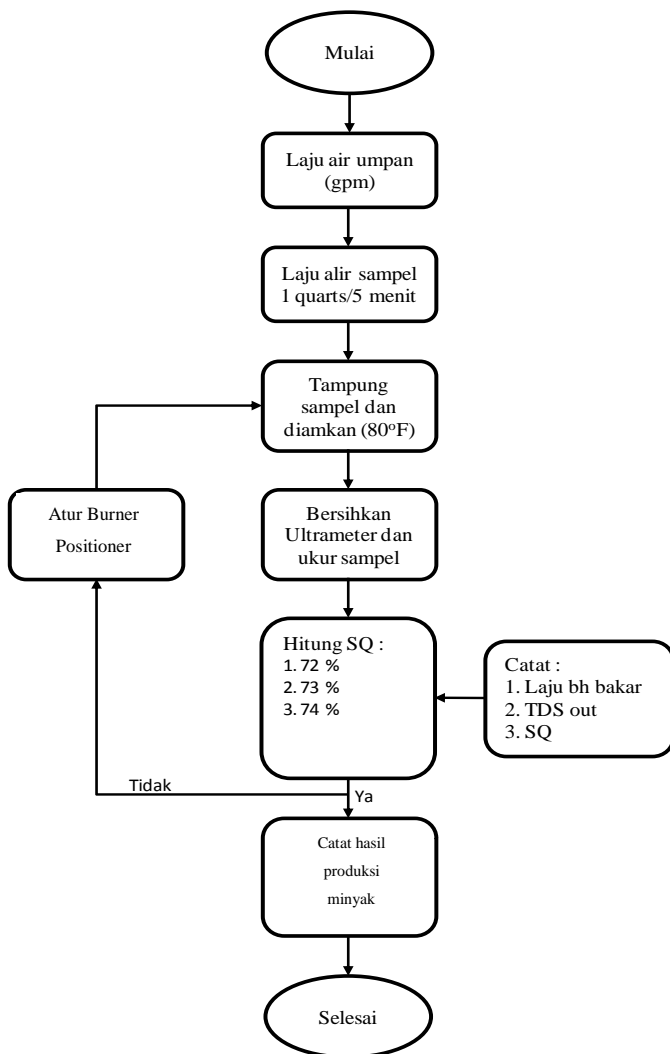 Mulai
Laju air umpan
(gpm)
Laju alir sampel
1 quarts/5 menit
Tampung
sampel dan
diamkan (80°F)
Atur Burner
Positioner
Bersihkan
Ultrameter dan
ukur sampel
Hitung SQ :
1. 72 %
2. 73 %
3. 74 %
Catat :
1. Laju bh bakar
2. TDS out
3. SQ
Tidak
Ya
Catat hasil
produksi
minyak
Selesai